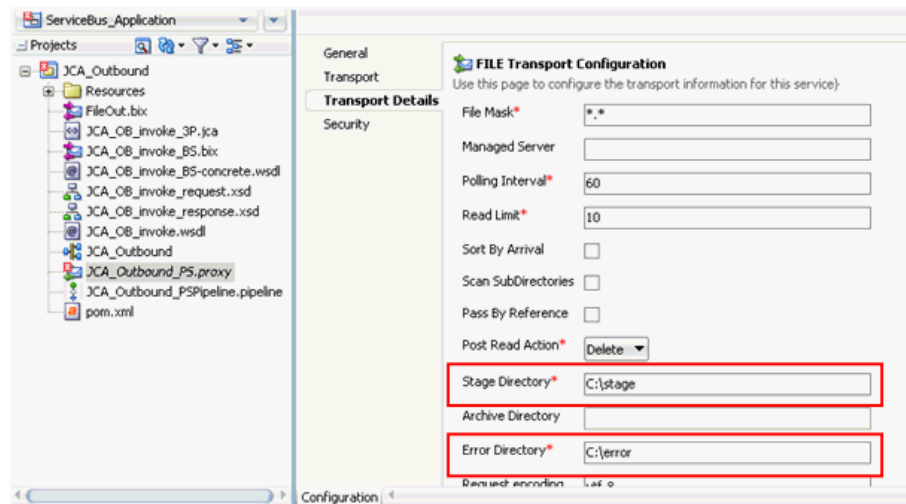 ServiceBus_Application
Projects
JCA_Outbound
Resources
FileOut.bix
JCA_OB_invoke_3P.jca
JCA_OB_invoke_BS.bix
JCA_OB_invoke_BS-concrete.wsdl
JCA_OB_invoke_request.xsd
JCA_OB_invoke_response.xsd
JCA_OB_invoke.wsdl
JCA_Outbound
JCA_Outbound_PS.proxy
JCA_Outbound_PSPipeline.pipeline
pom.xml
General
Transport
Transport Details
Security
FILE Transport Configuration
Use this page to configure the transport information for this service}
File Mask* *.*
Managed Server
Polling Interval* 60
Read Limit* 10
Sort By Arrival
Scan SubDirectories
Pass By Reference
Post Read Action* Delete
Stage Directory* C:\stage
Archive Directory
Error Directory* C:\error
Request encoding
Configuration